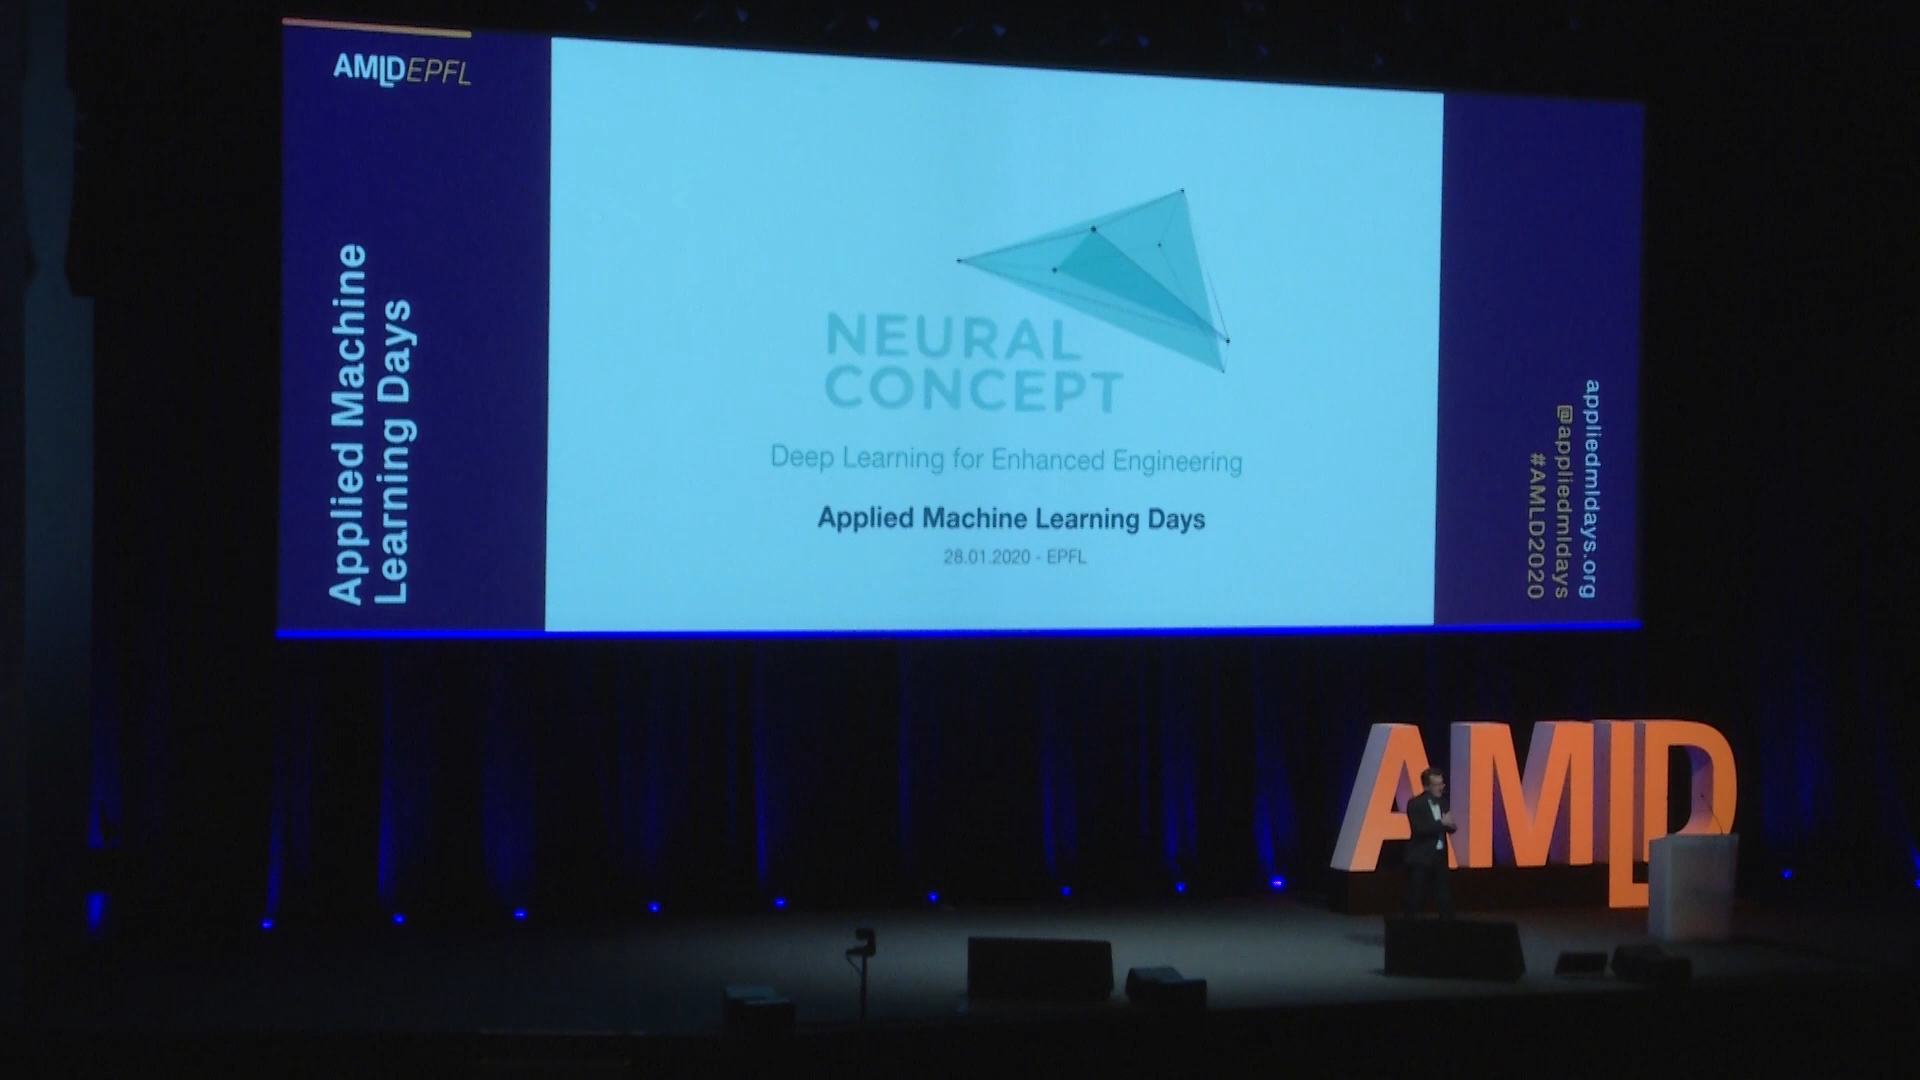 AMLDEPFL
Applied Machine
Learning Days
NEURAL
CONCEPT
Deep Learning for Enhanced Engineering
Applied Machine Learning Days
28.01.2020 - EPFL
appliedmldays.org
@appliedmldays
#AMLD2020
AMLD